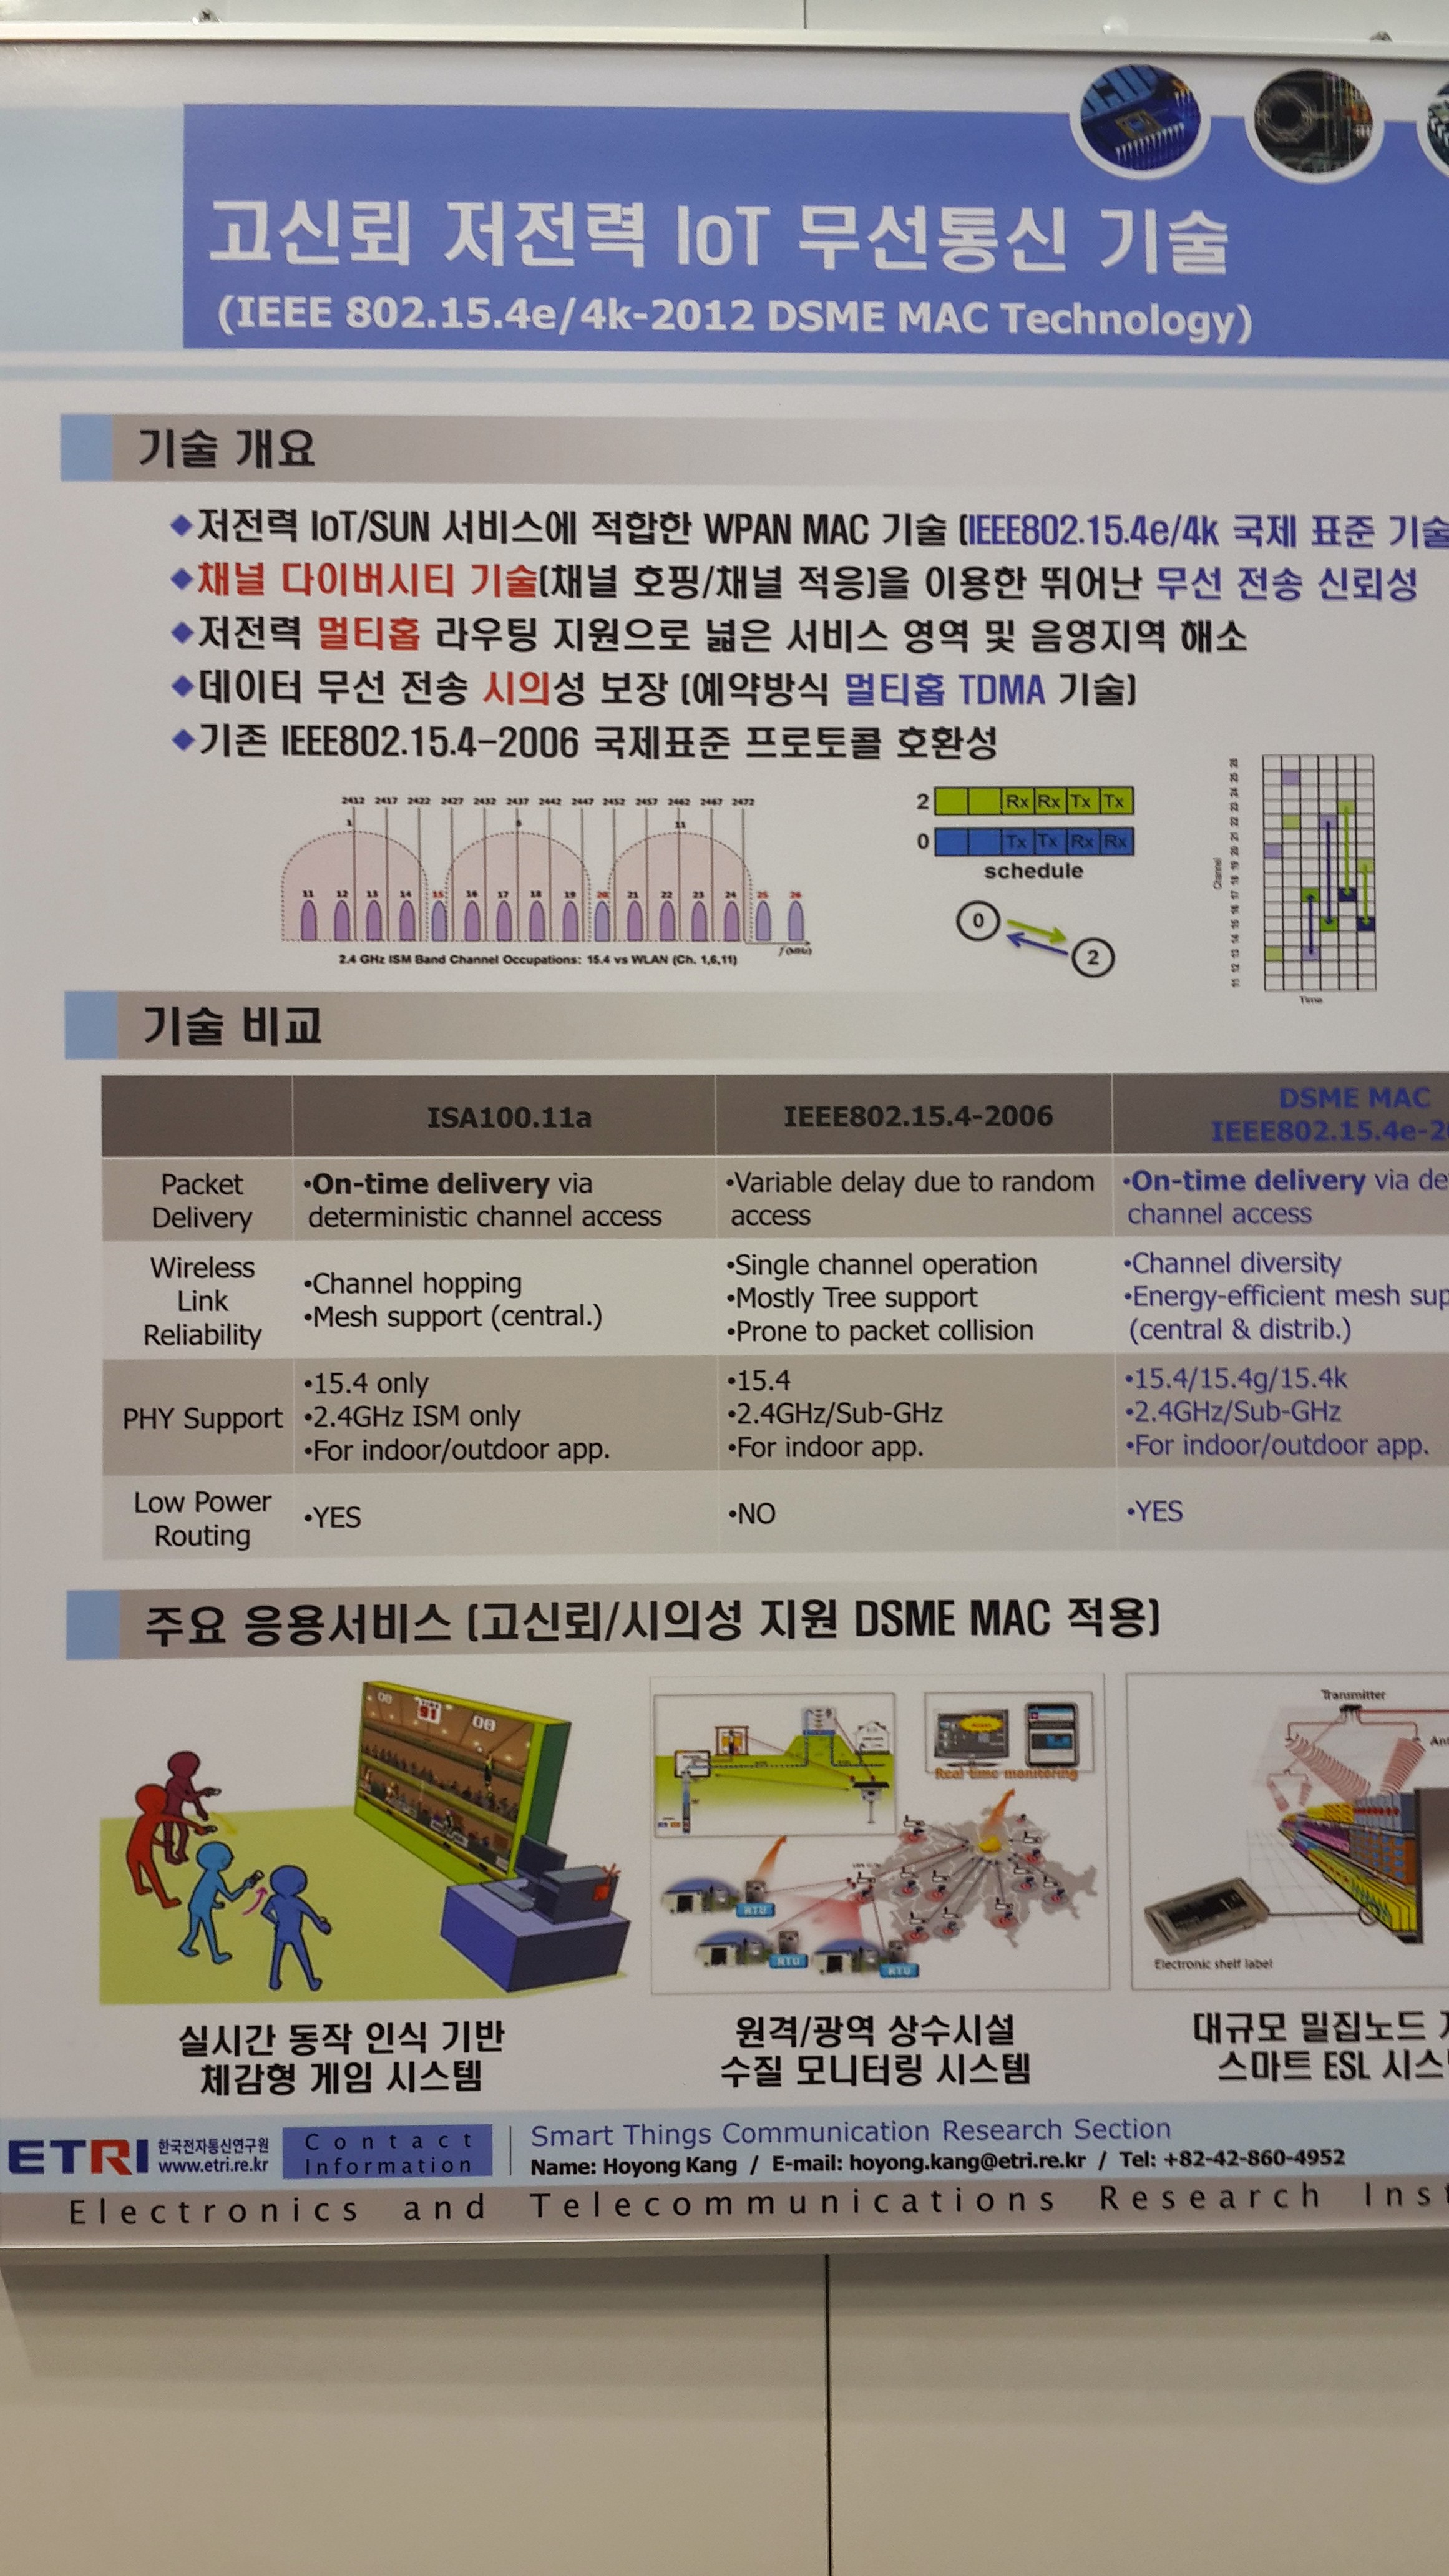 고신뢰 저전력 IoT 무선통신 기술
(IEEE 802.15.4e/4k-2012 DSME MAC Technology)
기술 개요
◆저전력 IoT/SUN 서비스에 적합한 WPAN MAC 기술 (IEEE802.15.4e/4k 국제 표준 기술
◆채널 다이버시티 기술(채널 호핑/채널 적응)을 이용한 뛰어난 무선 전송 신뢰성
◆저전력 멀티홉 라우팅 지원으로 넓은 서비스 영역 및 음영지역 해소
◆데이터 무선 전송 시의성 보장 (예약방식 멀티홉 TDMA 기술)
◆기존 IEEE802.15.4-2006 국제표준 프로토콜 호환성
2412 2417 2422 2427 2432 2437 2442 2447 2452 2457 2462 2467 2472
1 6 11
11 12 13 14 15 16 17 18 19 20 21 22 23 24 25 26
f(MHz)
2.4 GHz ISM Band Channel Occupations: 15.4 vs WLAN (Ch. 1,6,11)
2 Rx Rx Tx Tx
0 Tx Tx Rx Rx
schedule
0
2
Channel
11 12 13 14 15 16 17 18 19 20 21 22 23 24 25 26
Time
기술 비교
ISA100.11a
IEEE802.15.4-2006
DSME MAC
IEEE802.15.4e-2
Packet
Delivery
•On-time delivery via
deterministic channel access
•Variable delay due to random
access
•On-time delivery via de
channel access
Wireless
Link
Reliability
•Channel hopping
•Mesh support (central.)
•Single channel operation
•Mostly Tree support
•Prone to packet collision
•Channel diversity
•Energy-efficient mesh sup
(central & distrib.)
PHY Support
•15.4 only
•2.4GHz ISM only
•For indoor/outdoor app.
•15.4
•2.4GHz/Sub-GHz
•For indoor app.
•15.4/15.4g/15.4k
•2.4GHz/Sub-GHz
•For indoor/outdoor app.
Low Power
Routing
•YES
•NO
•YES
주요 응용서비스 (고신뢰/시의성 지원 DSME MAC 적용)
08 91 08
Real time monitoring
RTU
RTU
RTU
Transmitter
Ant
Electronic shelf label
실시간 동작 인식 기반
체감형 게임 시스템
원격/광역 상수시설
수질 모니터링 시스템
대규모 밀집노드
스마트 ESL 시스
ETRI 한국전자통신연구원
www.etri.re.kr
Contact
Information
Smart Things Communication Research Section
Name: Hoyong Kang / E-mail: hoyong.kang@etri.re.kr / Tel: +82-42-860-4952
Electronics and Telecommunications Research Inst